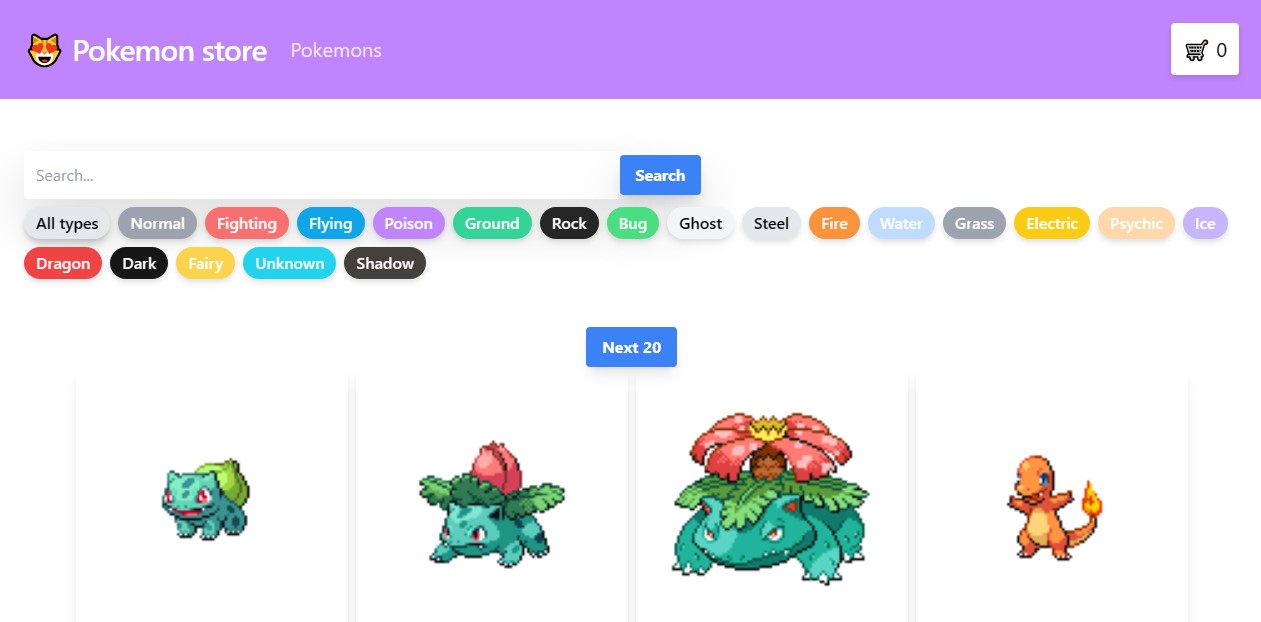 Pokemon store Pokemons 0
Search... Search
All types Normal Fighting Flying Poison Ground Rock Bug Ghost Steel Fire Water Grass Electric Psychic Ice
Dragon Dark Fairy Unknown Shadow
Next 20